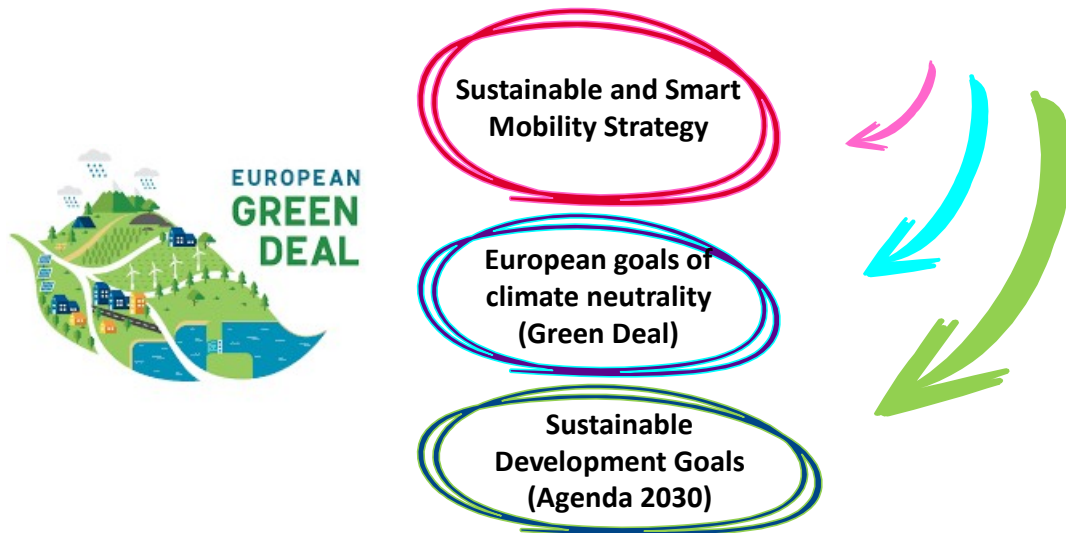 EUROPEAN
GREEN
DEAL
Sustainable and Smart
Mobility Strategy
European goals of
climate neutrality
(Green Deal)
Sustainable
Development Goals
(Agenda 2030)